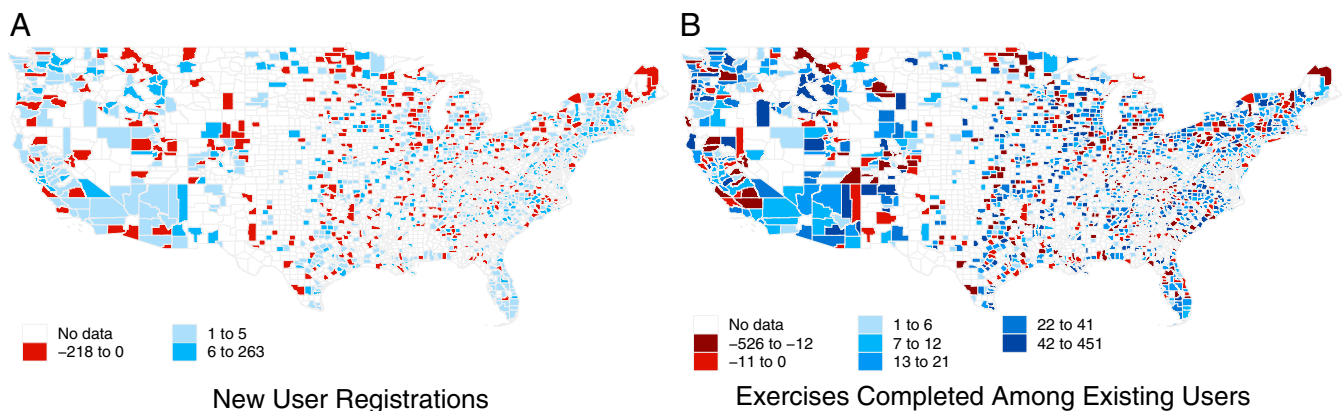 A
B
No data
−218 to 0
1 to 5
6 to 263
New User Registrations
No data
−526 to −12
−11 to 0
1 to 6
7 to 12
13 to 21
22 to 41
42 to 451
Exercises Completed Among Existing Users